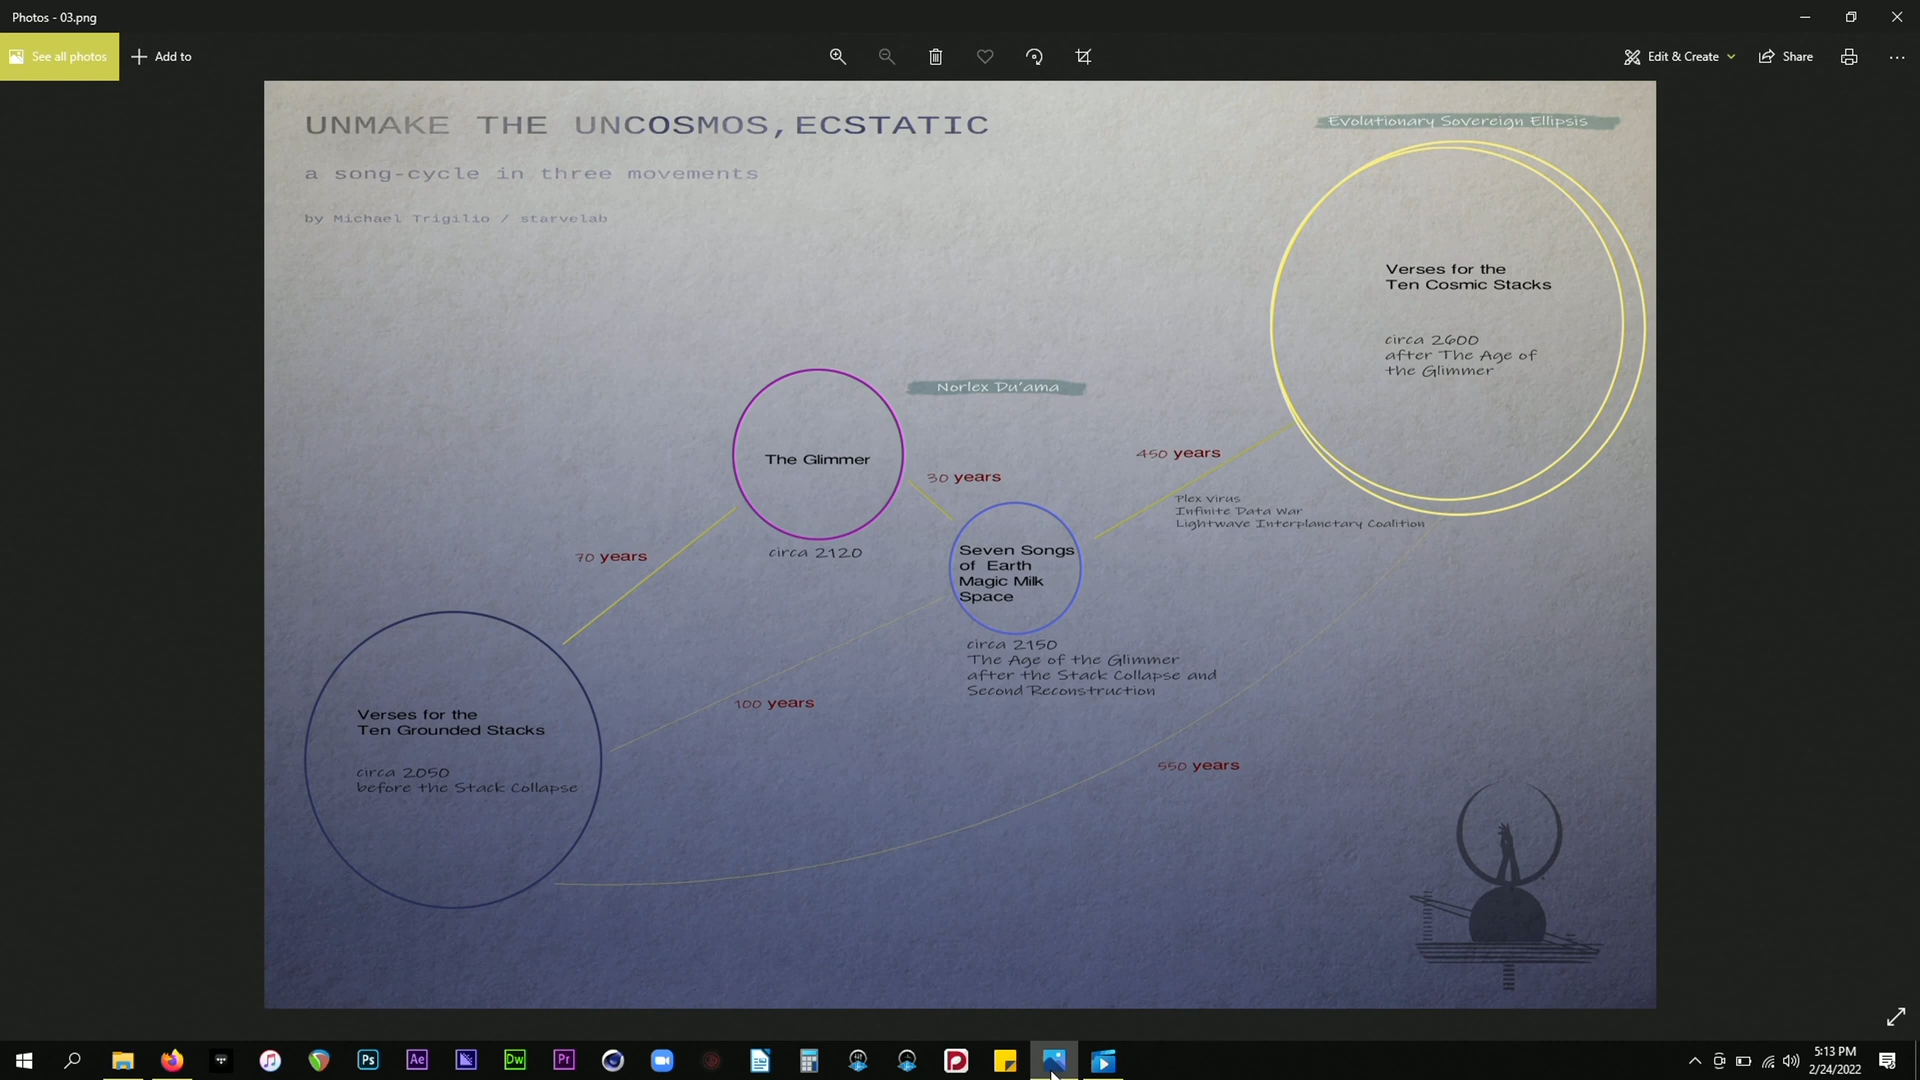 Photos - 03.png
See all photos
Add to
Edit & Create
Share
UNMAKE THE UNCOSMOS, ECSTATIC
a song-cycle in three movements
by Michael Trigilio / starvelab
Evolutionary Sovereign Ellipsis
Verses for the
Ten Cosmic Stacks
circa 2600
after The Age of
the Glimmer
Norlex Du'ama
The Glimmer
circa 2120
30 years
450 years
Plex Virus
Infinite Data War
Lightwave Interplanetary Coalition
70 years
Seven Songs
of Earth
Magic Milk
Space
circa 2150
The Age of the Glimmer
after the Stack Collapse and
Second Reconstruction
100 years
Verses for the
Ten Grounded Stacks
circa 2050
before the Stack Collapse
550 years
Ps
Ae
Dw
Pr
5:13 PM
2/24/2022